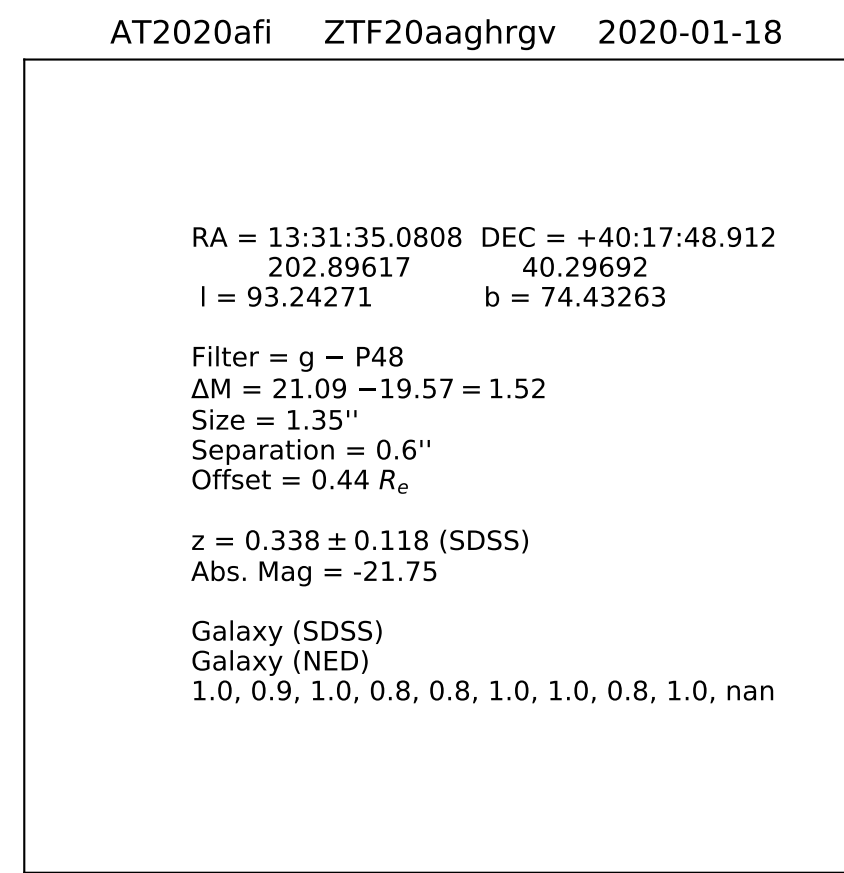 AT2020afi ZTF20aaghrgv 2020-01-18
RA = 13:31:35.0808 DEC = +40:17:48.912
202.89617 40.29692
l = 93.24271 b = 74.43263
Filter = g − P48
ΔM = 21.09 −19.57 = 1.52
Size = 1.35''
Separation = 0.6''
Offset = 0.44 Re
z = 0.338 ± 0.118 (SDSS)
Abs. Mag = -21.75
Galaxy (SDSS)
Galaxy (NED)
1.0, 0.9, 1.0, 0.8, 0.8, 1.0, 1.0, 0.8, 1.0, nan